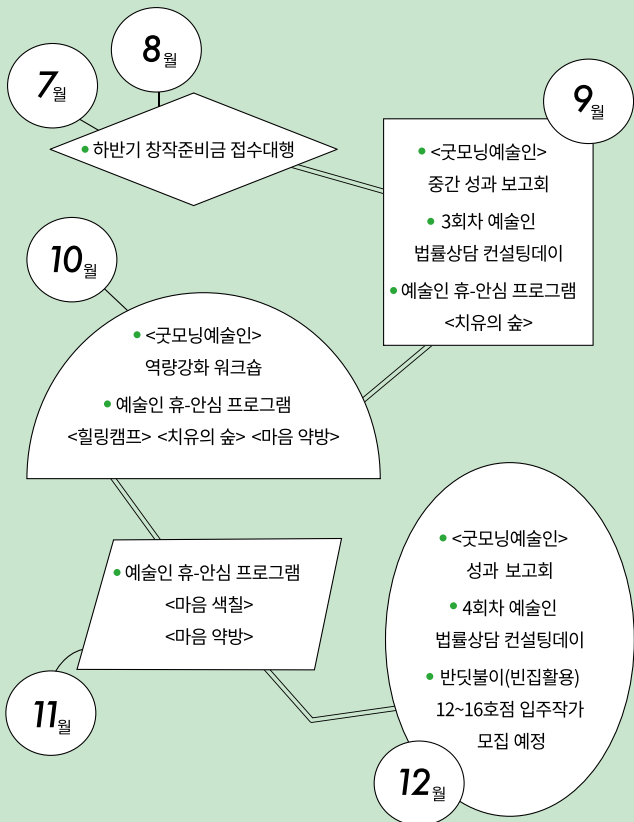 7월
8월
• 하반기 창작준비금 접수대행
9월
• <굿모닝예술인>
중간 성과 보고회
• 3회차 예술인
법률상담 컨설팅데이
• 예술인 휴-안심 프로그램
<치유의 숲>
10월
• <굿모닝예술인>
역량강화 워크숍
• 예술인 휴-안심 프로그램
<힐링캠프> <치유의 숲> <마음 약방>
11월
• 예술인 휴-안심 프로그램
<마음 색칠>
<마음 약방>
12월
• <굿모닝예술인>
성과 보고회
• 4회차 예술인
법률상담 컨설팅데이
• 반딧불이(빈집활용)
12~16호점 입주작가
모집 예정